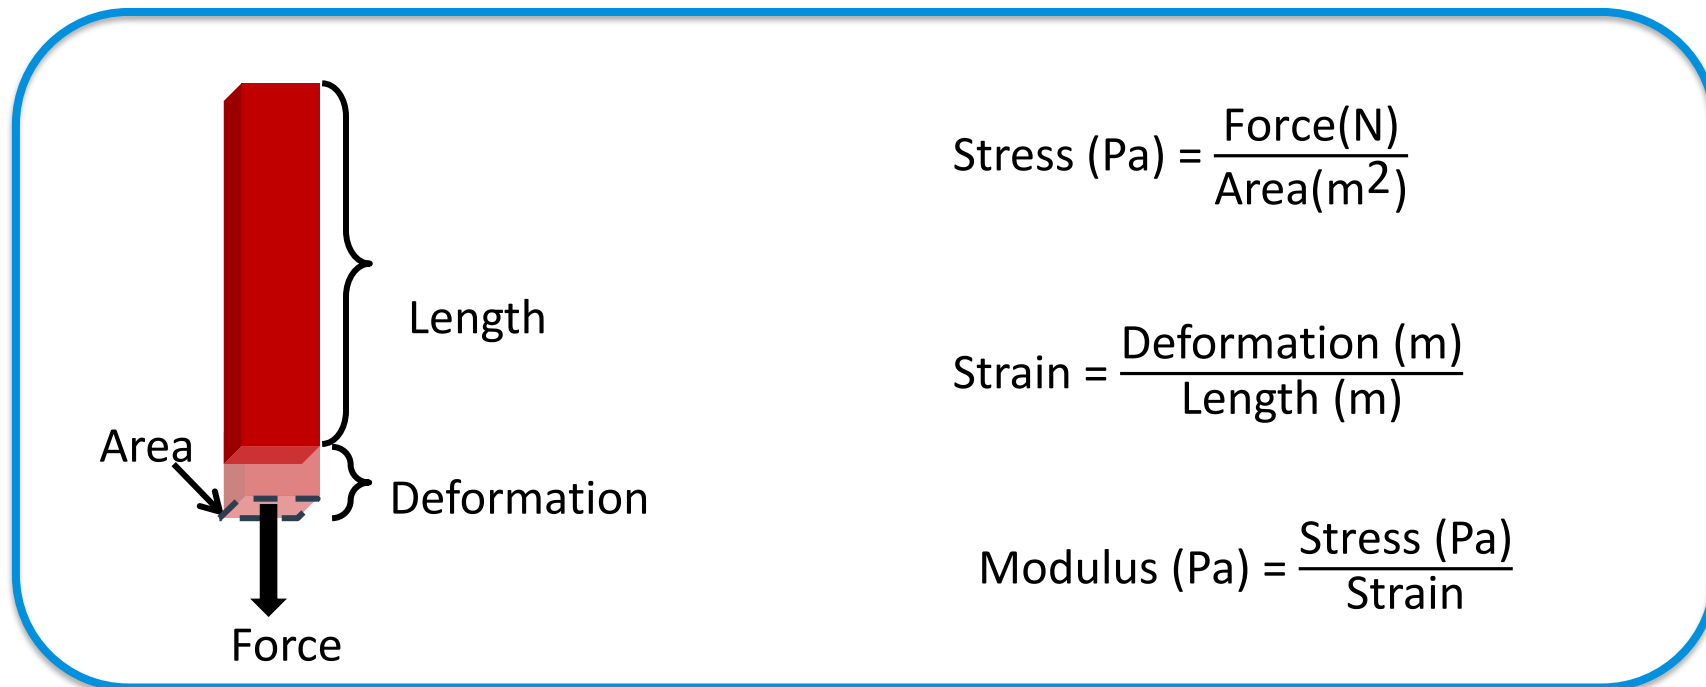 Length
Area
Deformation
Force
Stress (Pa) = Force(N)
Area(m²)
Strain = Deformation (m)
Length (m)
Modulus (Pa) = Stress (Pa)
Strain